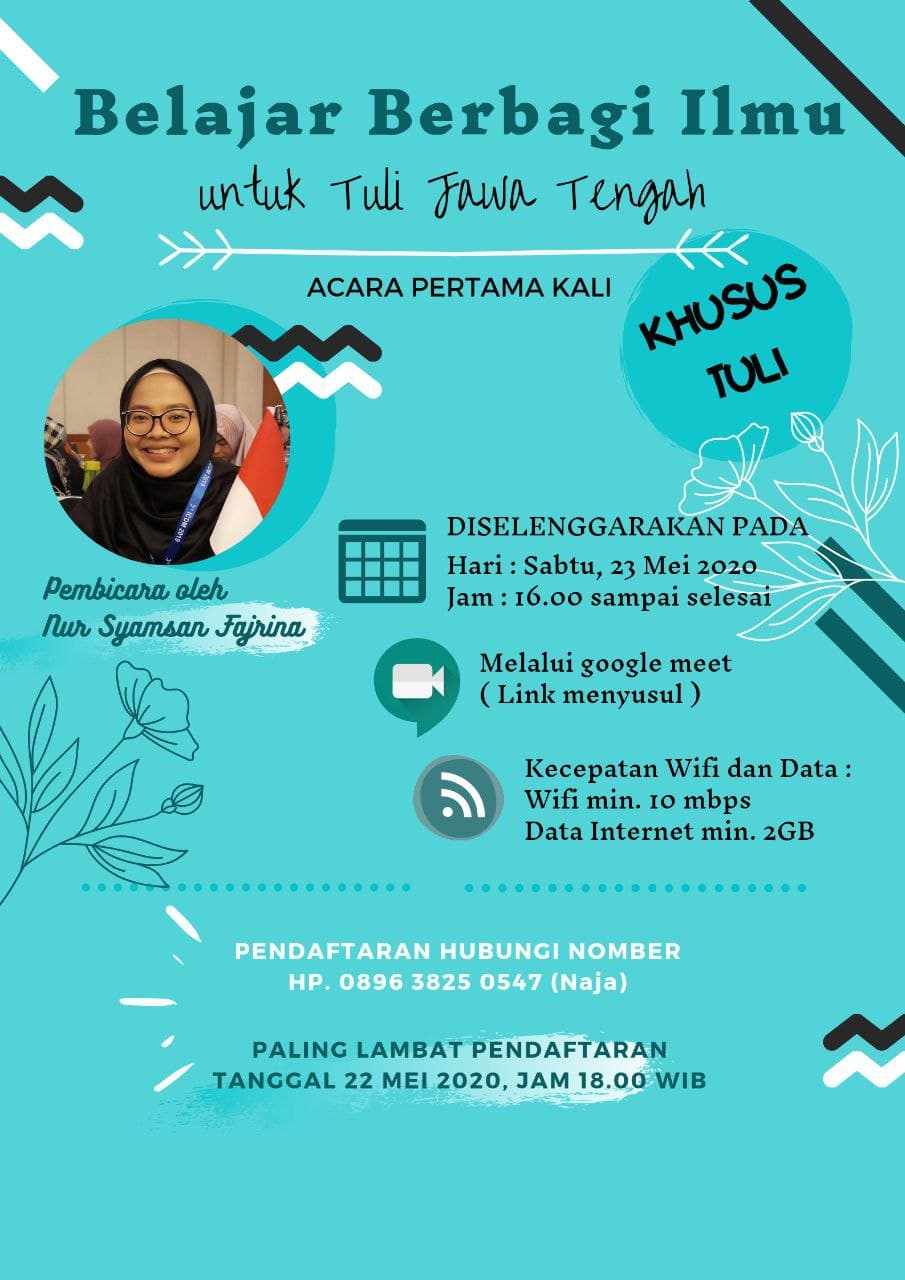 Belajar Berbagi Ilmu
untuk Tuli Jawa Tengah
ACARA PERTAMA KALI
KHUSUS
TULI
Pembicara oleh
Nur Syamsan Fajrina
DISELENGGARAKAN PADA
Hari : Sabtu, 23 Mei 2020
Jam : 16.00 sampai selesai
Melalui google meet
( Link menyusul )
Kecepatan Wifi dan Data :
Wifi min. 10 mbps
Data Internet min. 2GB
PENDAFTARAN HUBUNGI NOMBER
HP. 0896 3825 0547 (Naja)
PALING LAMBAT PENDAFTARAN
TANGGAL 22 MEI 2020, JAM 18.00 WIB